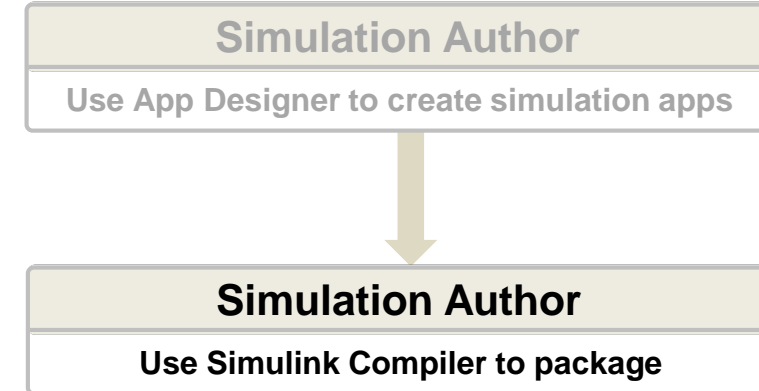 Simulation Author
Use App Designer to create simulation apps
Simulation Author
Use Simulink Compiler to package